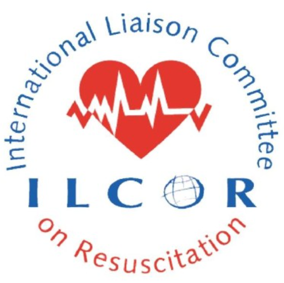 International Liaison Committee
ILCOR
on Resuscitation